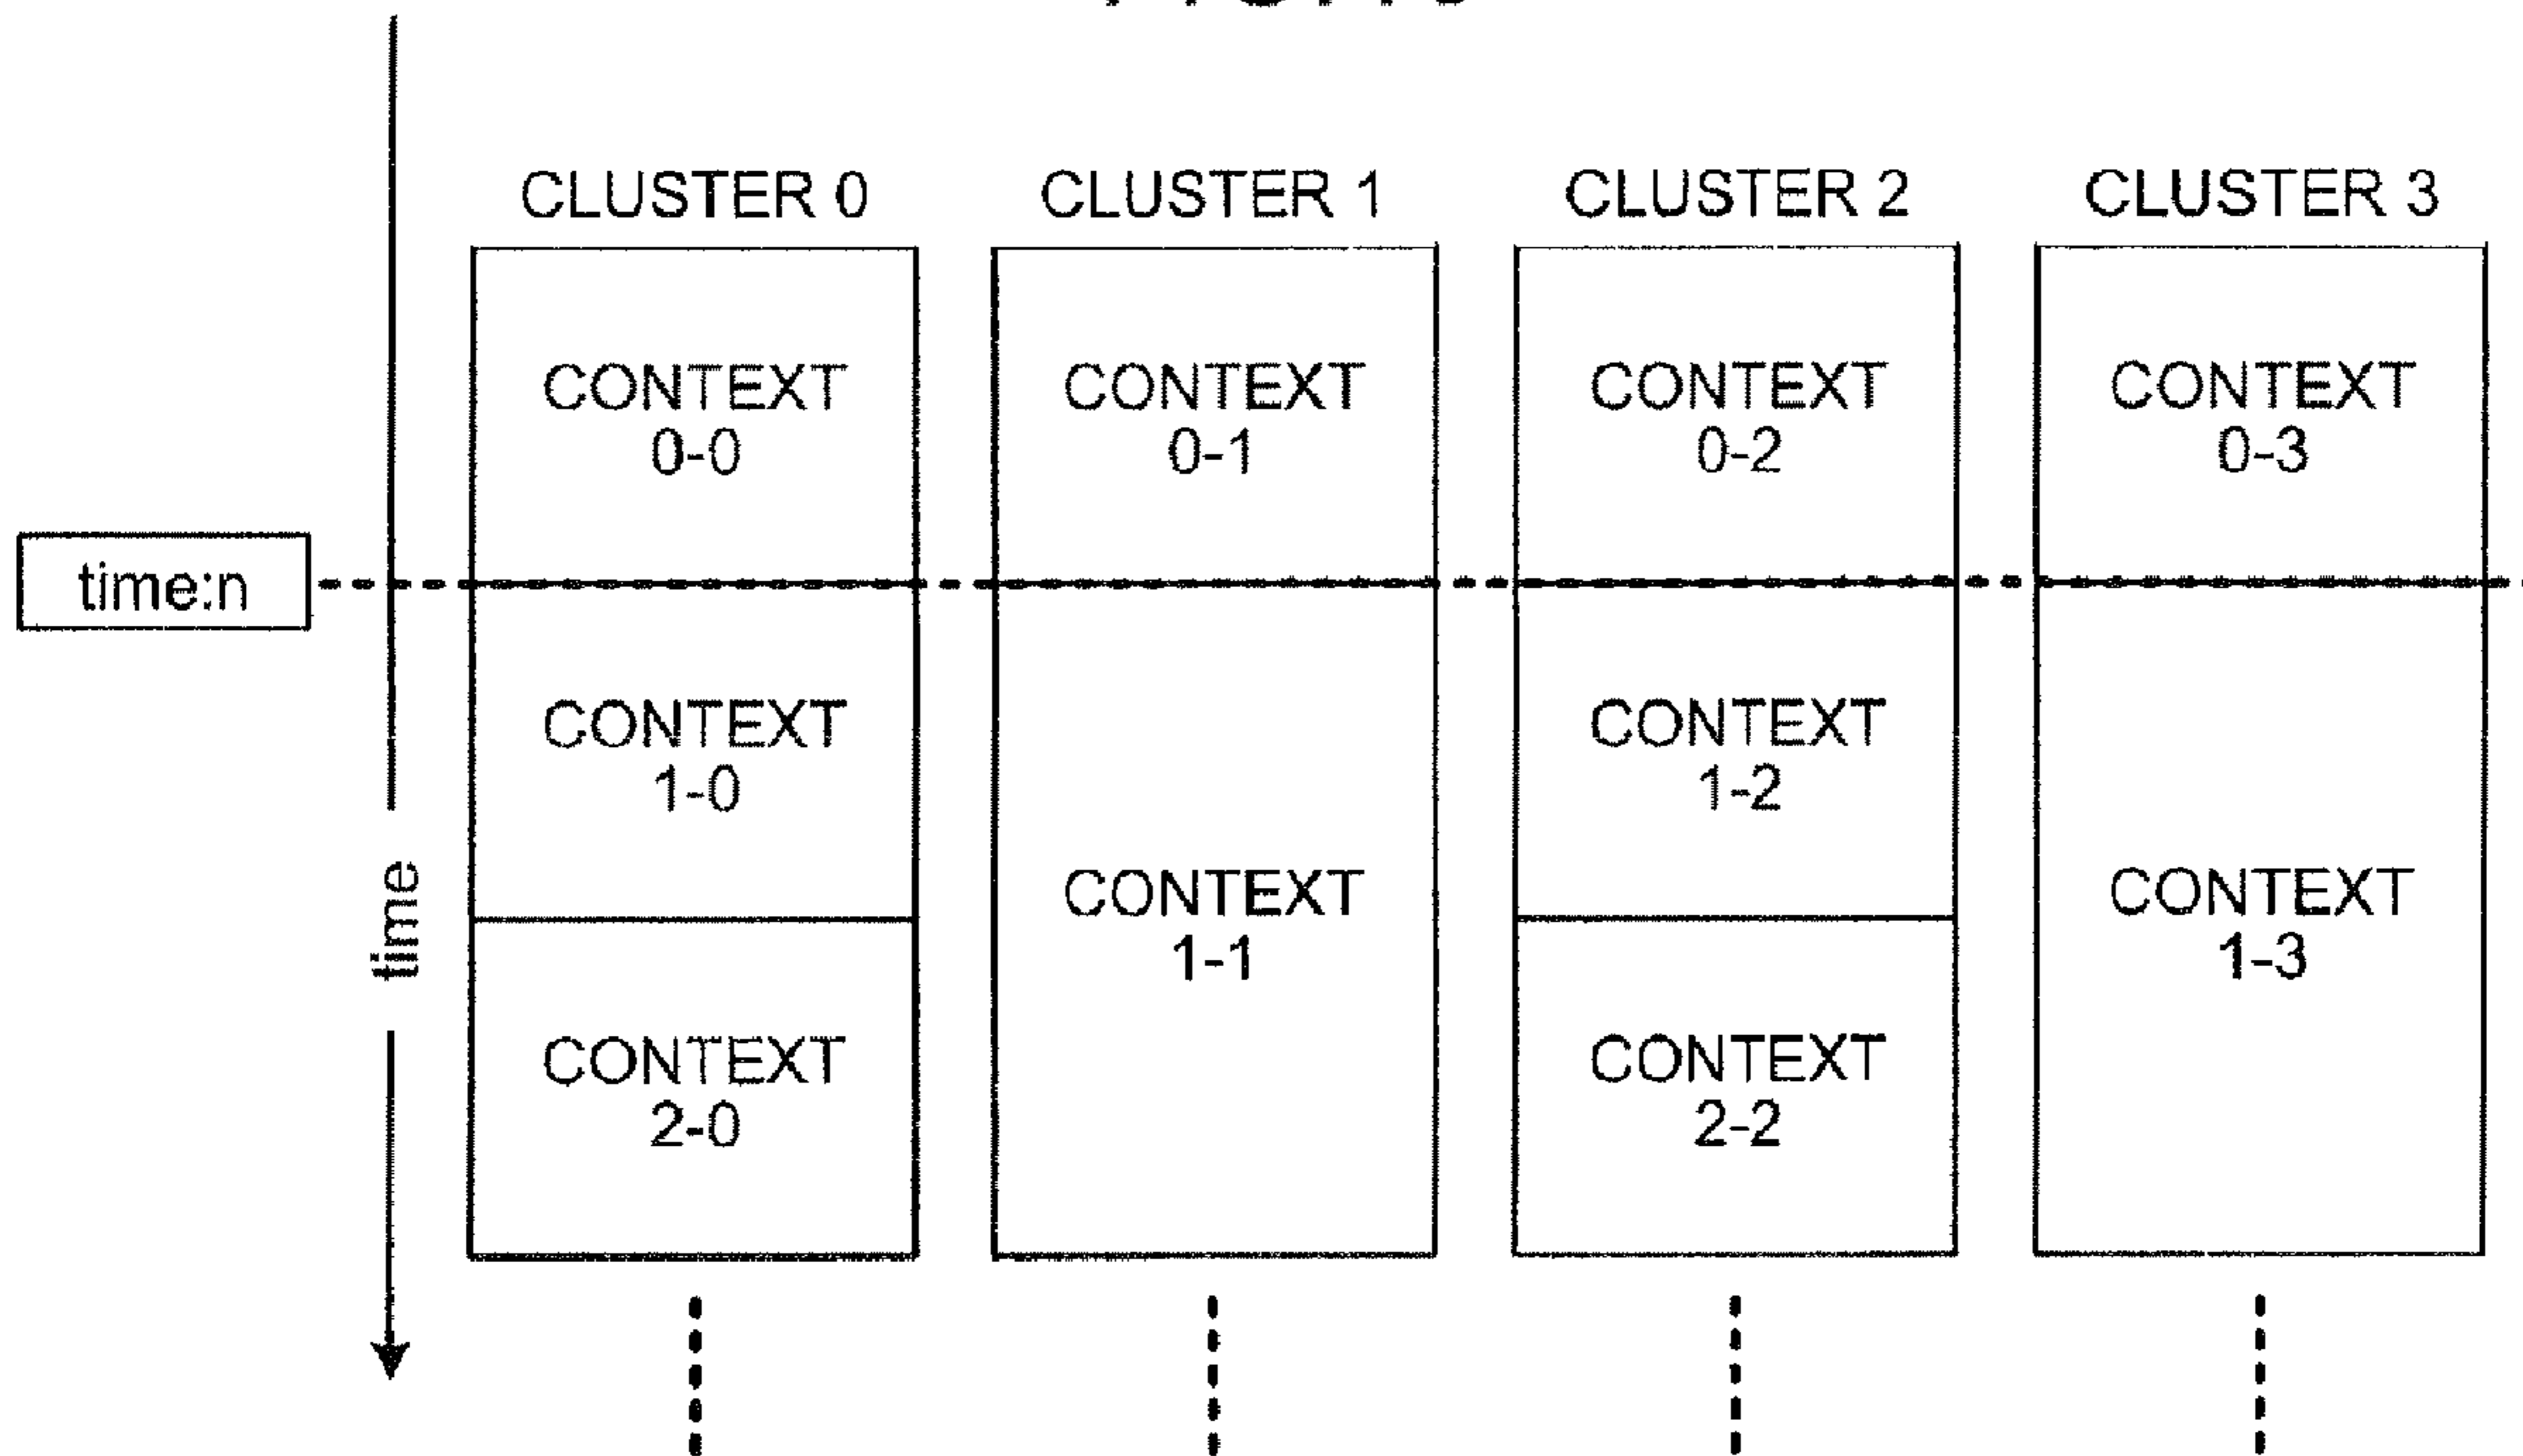 CLUSTER 0 CLUSTER 1 CLUSTER 2 CLUSTER 3
CONTEXT CONTEXT CONTEXT CONTEXT
0-0 0-1 0-2 0-3
time:n
CONTEXT CONTEXT
1-0 1-2
time
CONTEXT CONTEXT
1-1 1-3
CONTEXT CONTEXT
2-0 2-2